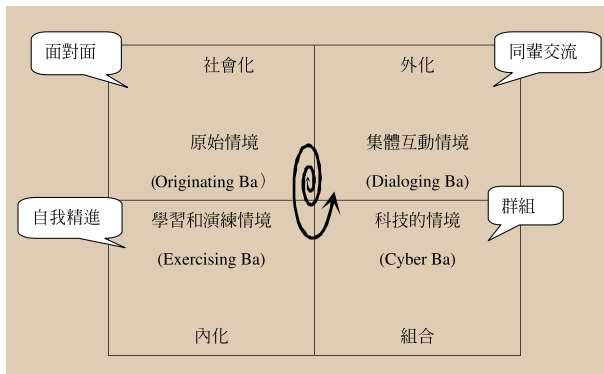 面對面
社會化
外化
同輩交流
原始情境
(Originating Ba）
集體互動情境
(Dialoging Ba)
自我精進
學習和演練情境
(Exercising Ba)
科技的情境
(Cyber Ba)
群組
內化
組合